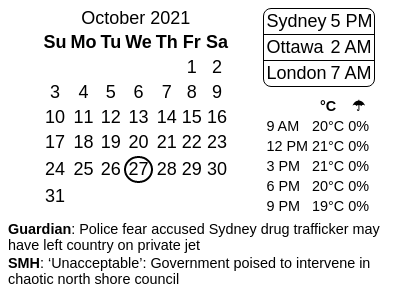 October 2021
Su Mo Tu We Th Fr Sa
1 2
3 4 5 6 7 8 9
10 11 12 13 14 15 16
17 18 19 20 21 22 23
24 25 26 27 28 29 30
31
Sydney 5 PM
Ottawa 2 AM
London 7 AM
°C ☂
9 AM 20°C 0%
12 PM 21°C 0%
3 PM 21°C 0%
6 PM 20°C 0%
9 PM 19°C 0%
Guardian: Police fear accused Sydney drug trafficker may
have left country on private jet
SMH: ‘Unacceptable’: Government poised to intervene in
chaotic north shore council